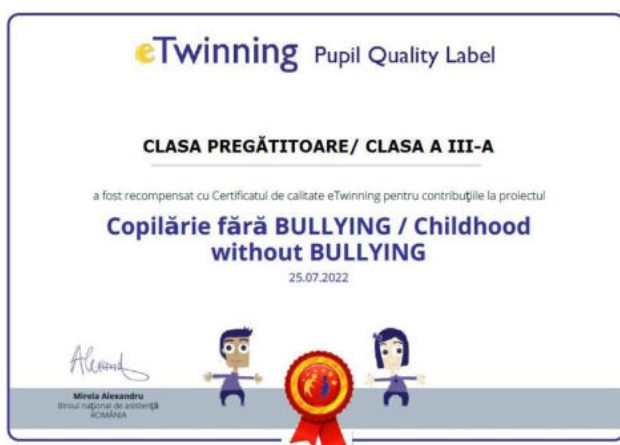 eTwinning Pupil Quality Label
CLASA PREGĂTITOARE/ CLASA A III-A
a fost recompensat cu Certificatul de calitate eTwinning pentru contribuțiile la proiectul
Copilărie fără BULLYING / Childhood
without BULLYING
25.07.2022
Mirela Alexandru
Biroul național de asistență
ROMÂNIA